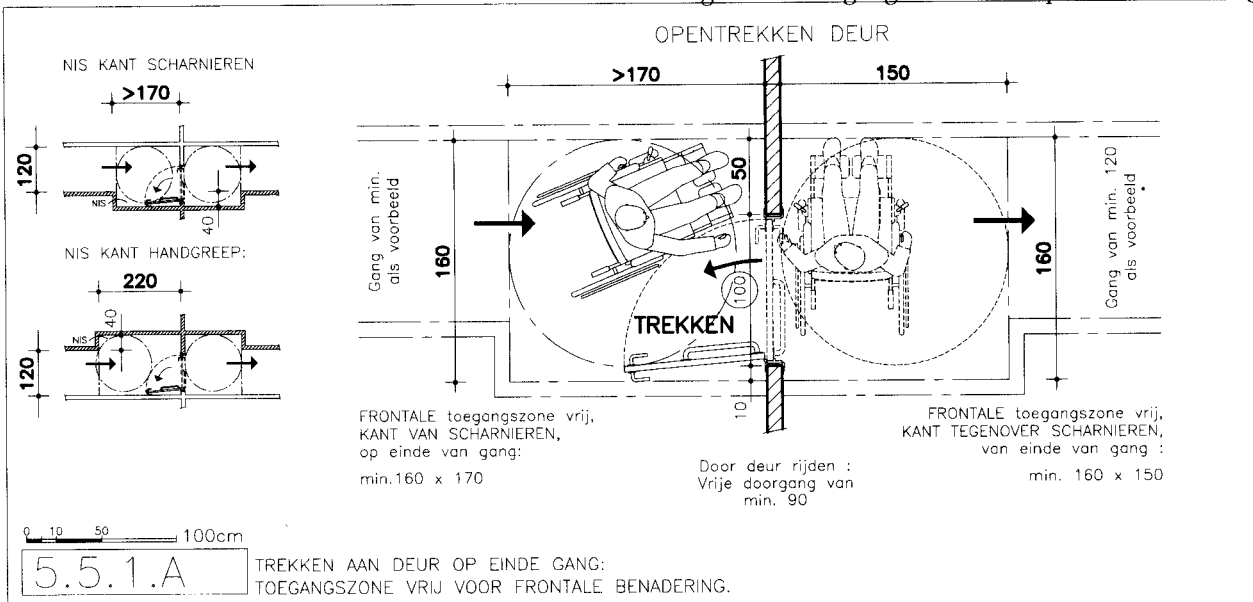 OPENTREKKEN DEUR
NIS KANT SCHARNIEREN
>170
120
NIS
40
NIS KANT HANDGREEP:
220
40
NIS
120
>170
150
Gang van min.
als voorbeeld
160
50
100
TREKKEN
10
160
Gang van min. 120
als voorbeeld
FRONTALE toegangszone vrij,
KANT VAN SCHARNIEREN,
op einde van gang:
min.160 x 170
Door deur rijden :
Vrije doorgang van
min. 90
FRONTALE toegangszone vrij,
KANT TEGENOVER SCHARNIEREN,
van einde van gang :
min. 160 x 150
0 10 50 100cm
5.5.1.A
TREKKEN AAN DEUR OP EINDE GANG:
TOEGANGSZONE VRIJ VOOR FRONTALE BENADERING.